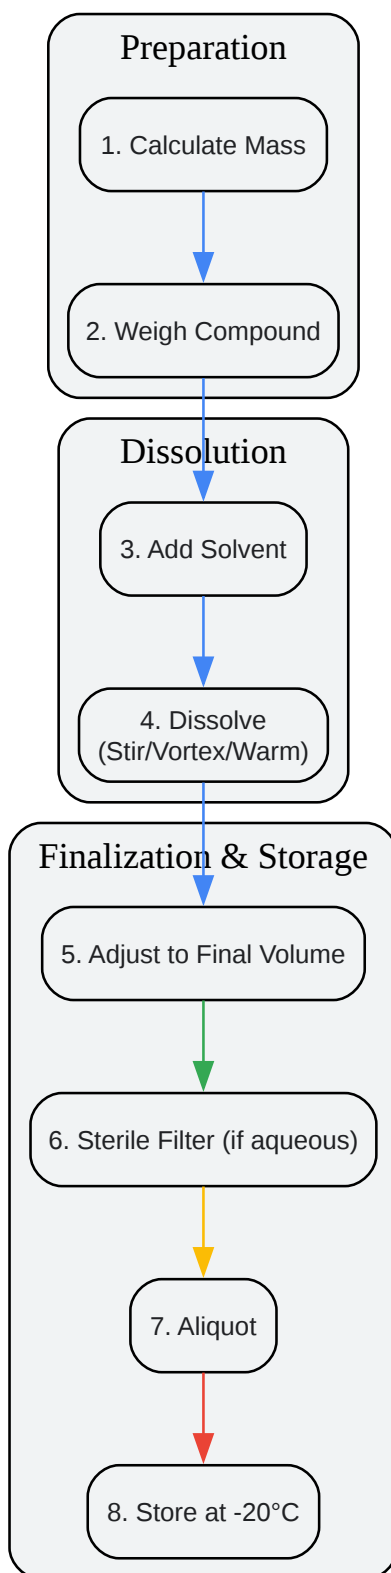 Preparation
1. Calculate Mass
2. Weigh Compound
Dissolution
3. Add Solvent
4. Dissolve
(Stir/Vortex/Warm)
Finalization & Storage
5. Adjust to Final Volume
6. Sterile Filter (if aqueous)
7. Aliquot
8. Store at -20°C